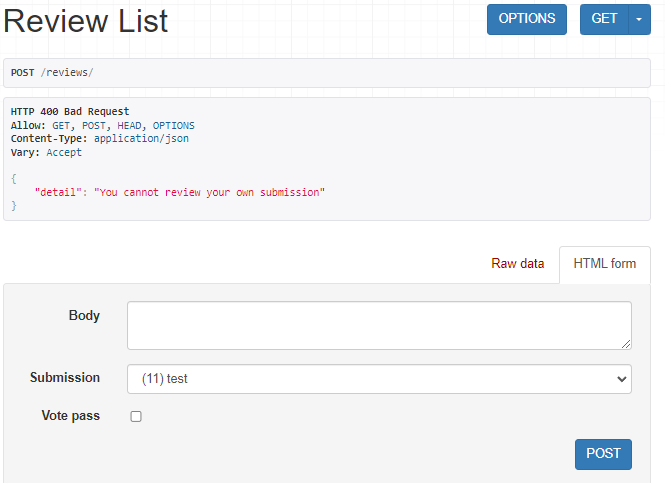 Review List
OPTIONS
GET
POST /reviews/
HTTP 400 Bad Request
Allow: GET, POST, HEAD, OPTIONS
Content-Type: application/json
Vary: Accept
{
    "detail": "You cannot review your own submission"
}
Raw data
HTML form
Body
Submission
(11) test
Vote pass
POST